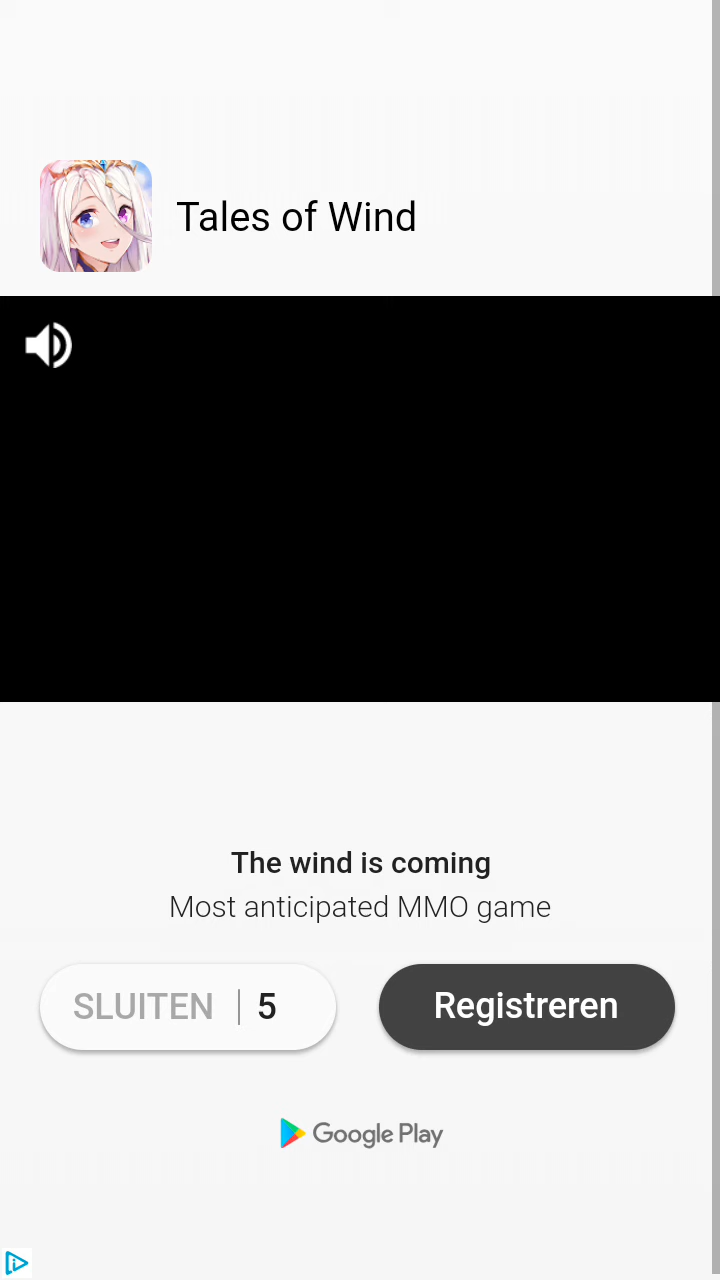 Tales of Wind
The wind is coming
Most anticipated MMO game
SLUITEN | 5
Registreren
Google Play